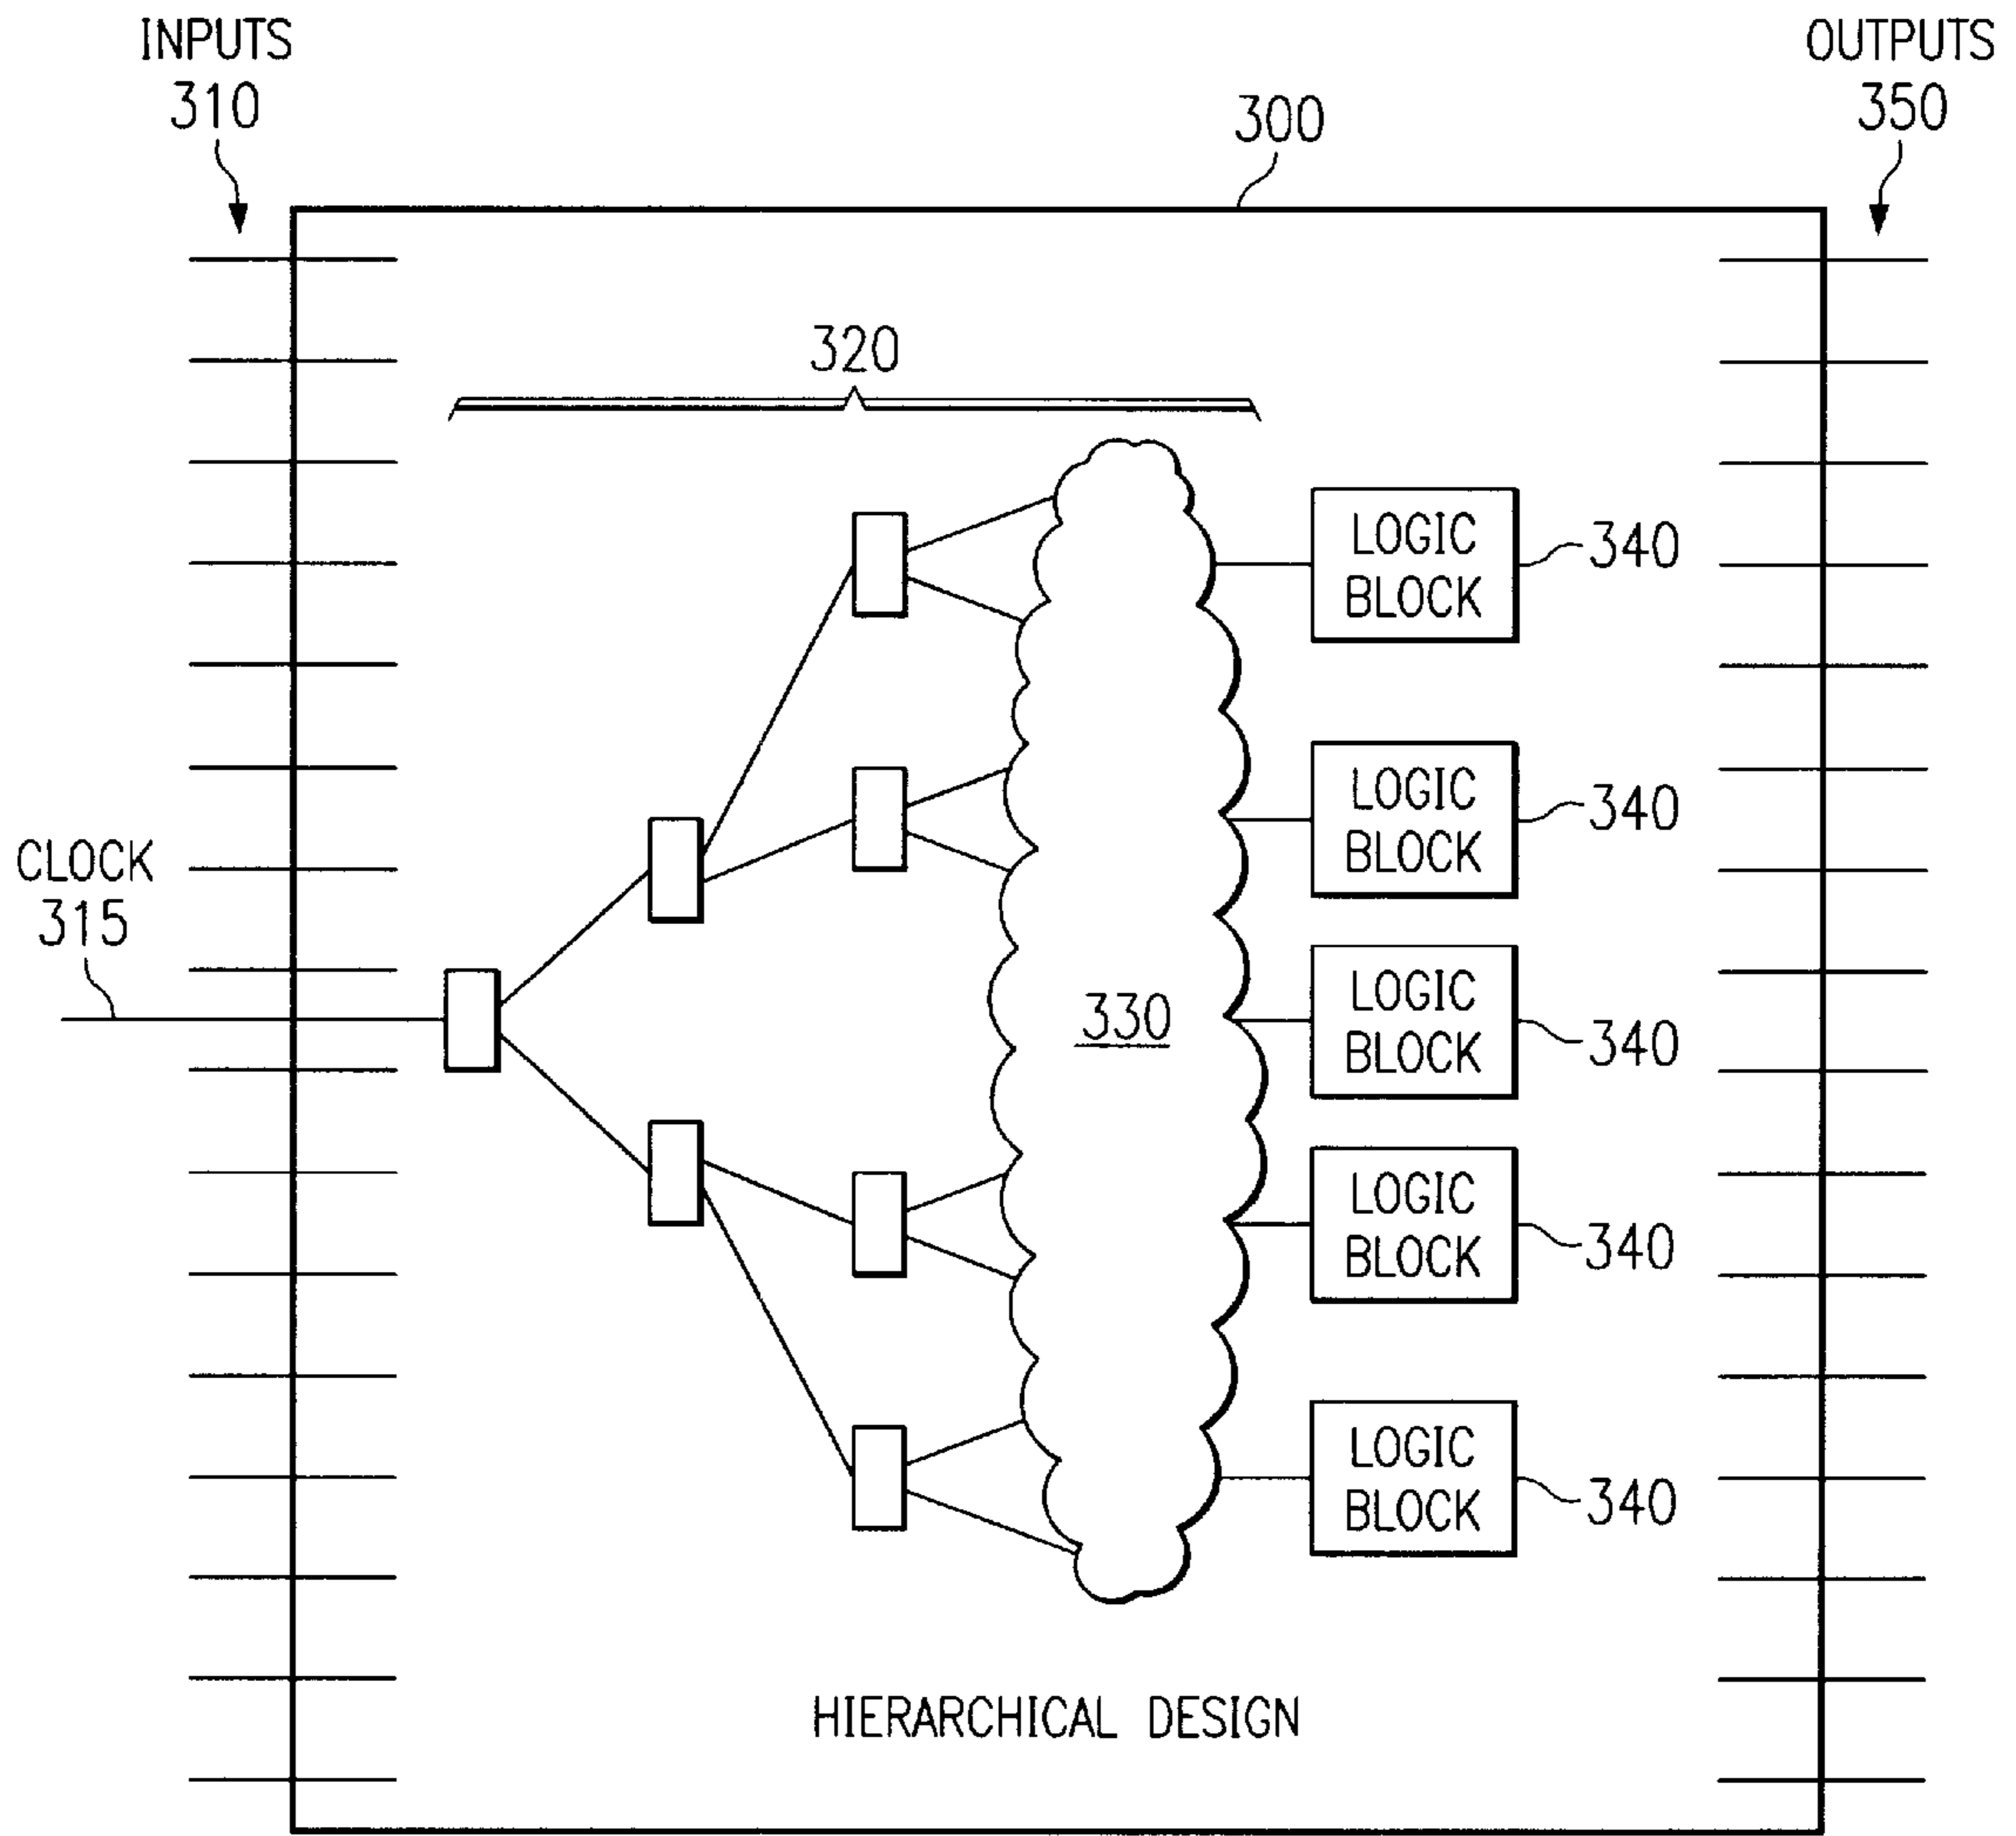 INPUTS
310
OUTPUTS
350
300
320
LOGIC
BLOCK
340
LOGIC
BLOCK
340
CLOCK
315
LOGIC
BLOCK
340
330
LOGIC
BLOCK
340
LOGIC
BLOCK
340
HIERARCHICAL DESIGN